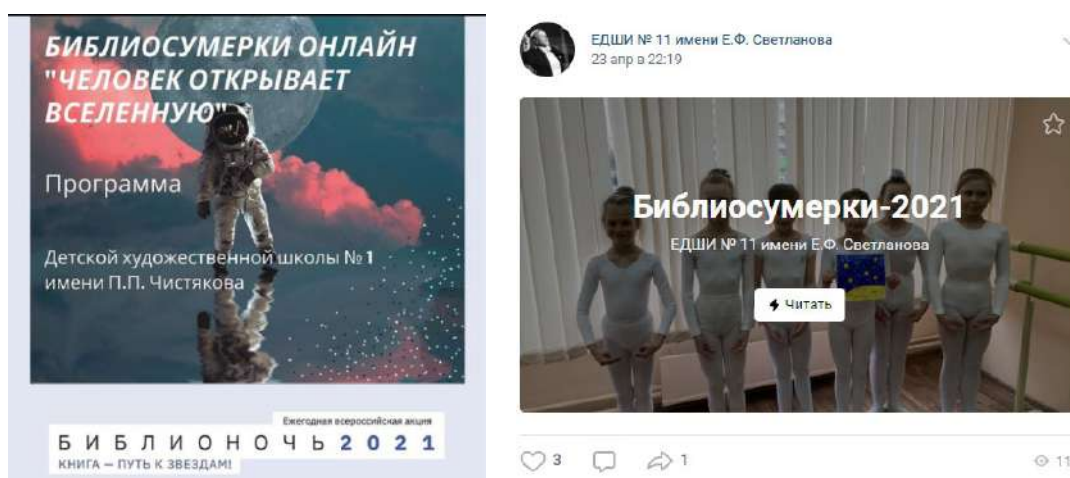 БИБЛИОСУМЕРКИ ОНЛАЙН
"ЧЕЛОВЕК ОТКРЫВАЕТ
ВСЕЛЕННУЮ"
Программа
Детской художественной школы № 1
имени П.П. Чистякова
Ежегодная всероссийская акция
БИБЛИОНОЧЬ 2021
КНИГА — ПУТЬ К ЗВЕЗДАМ!
ЕДШИ № 11 имени Е.Ф. Светланова
23 апр в 22:19
Библиосумерки-2021
ЕДШИ № 11 имени Е.Ф. Светланова
Читать
3
1
11